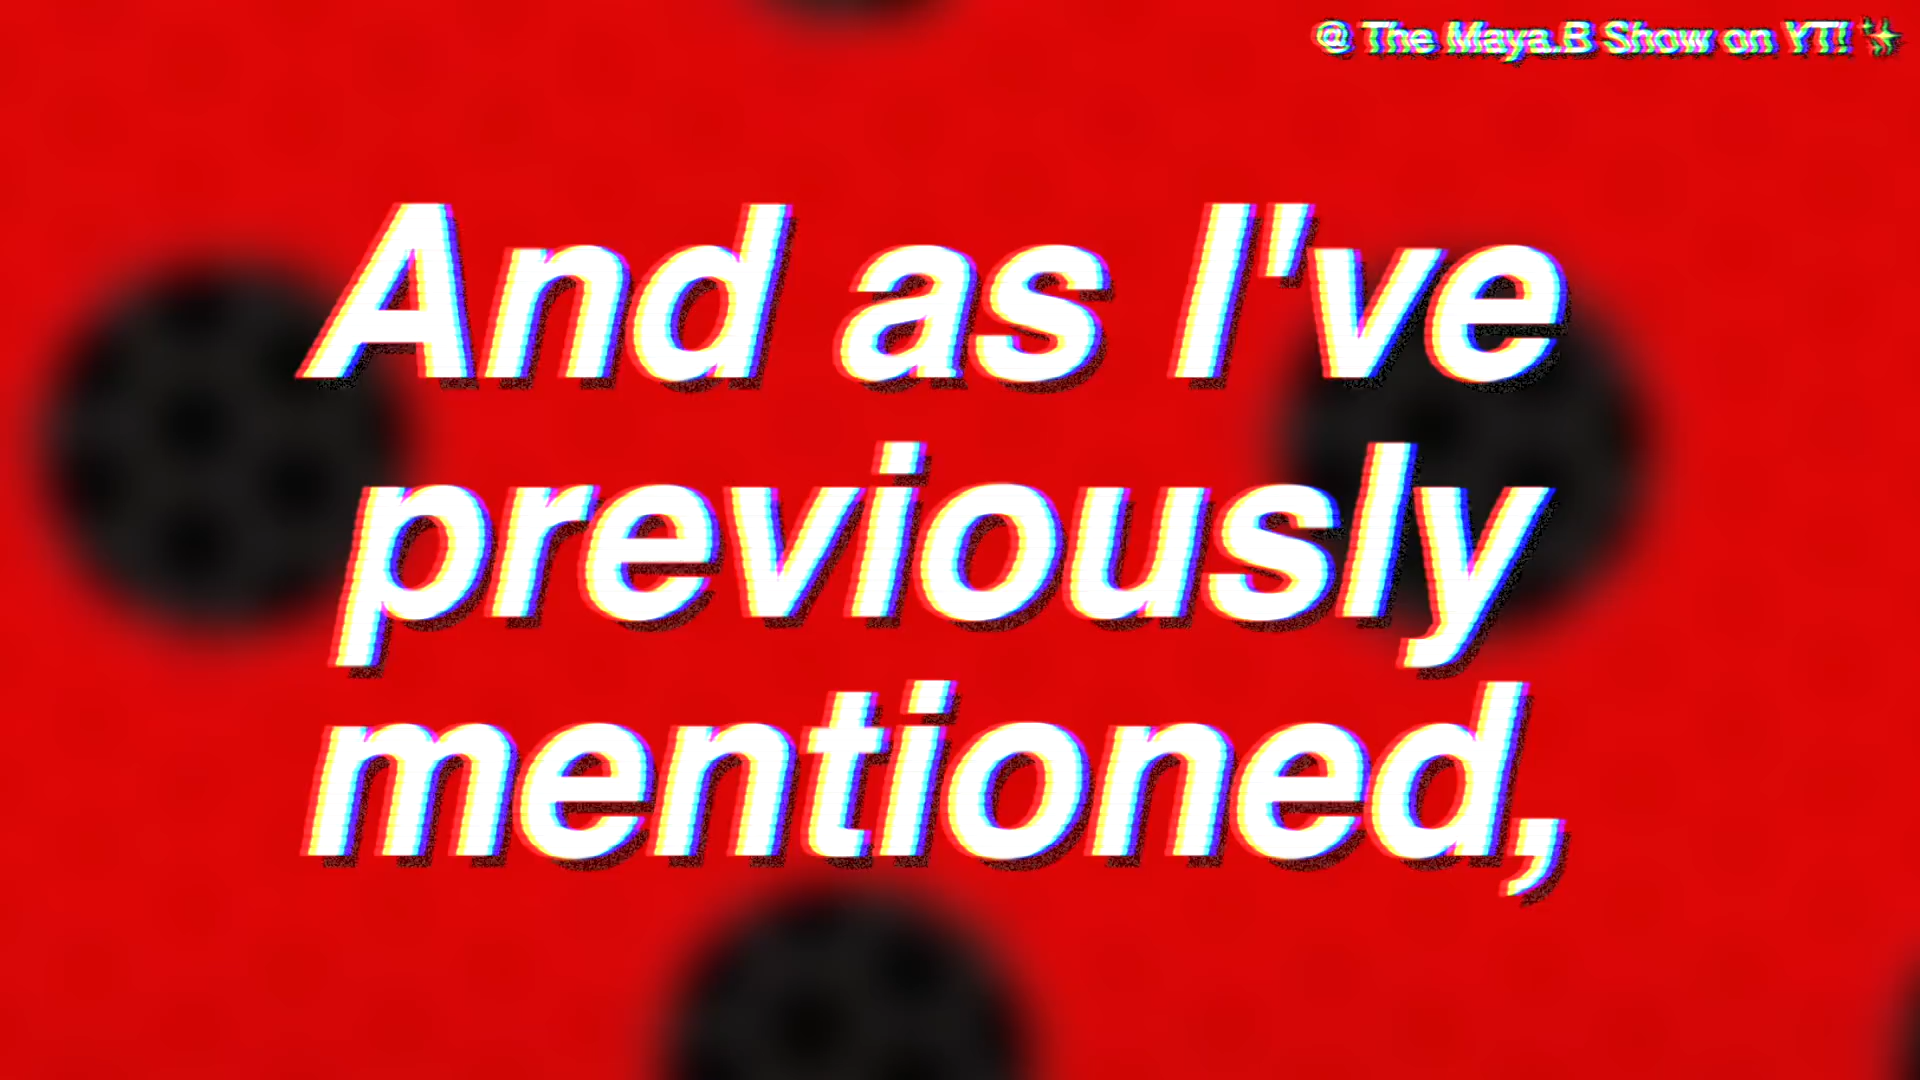 @ The Maya.B Show on YT! ✨
And as I've
previously
mentioned,